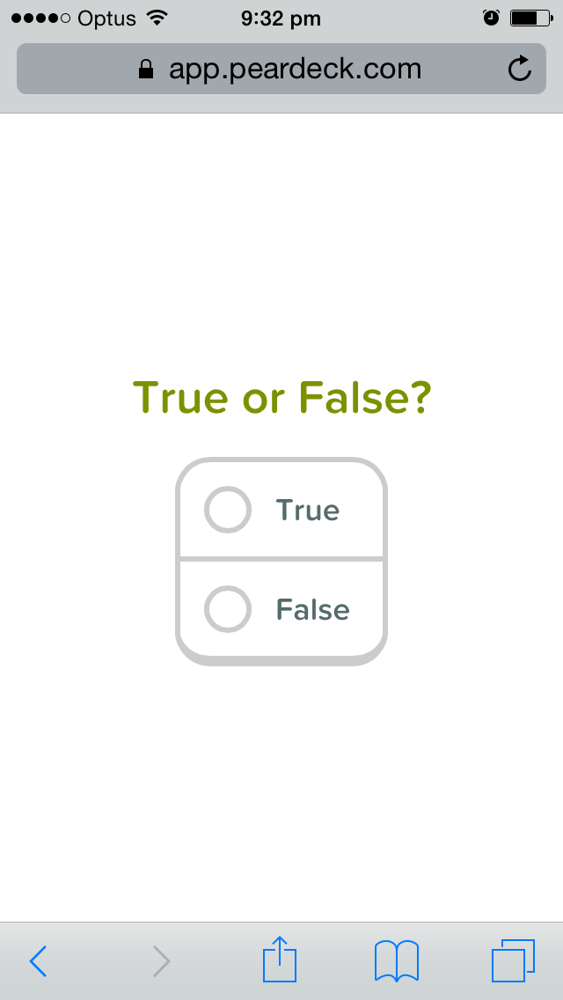 Optus 9:32 pm
app.peardeck.com
True or False?
True
False